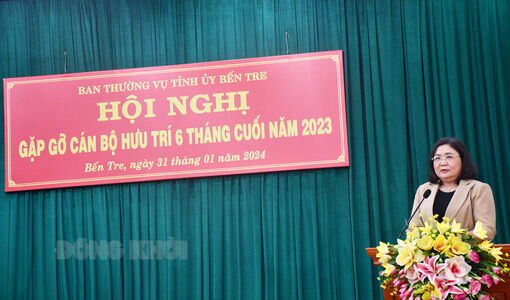 BAN THƯỜNG VỤ TỈNH ỦY BẾN TRE
HỘI NGHỊ
GẶP GỠ CÁN BỘ HƯU TRÍ 6 THÁNG CUỐI NĂM 2023
Bến Tre, ngày 31 tháng 01 năm 2024
ĐỒNG KHỞI